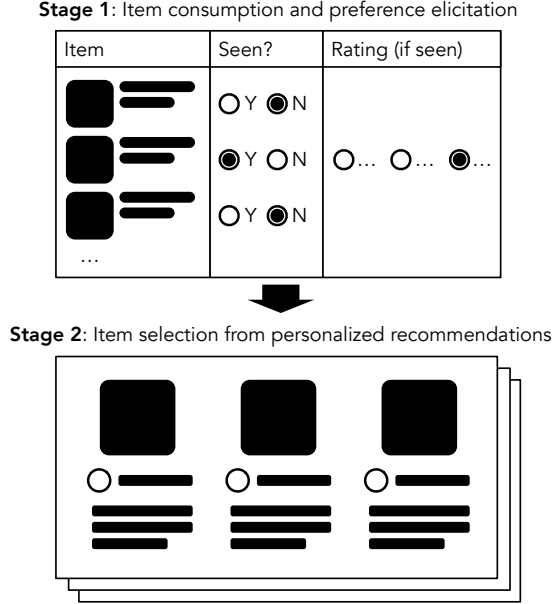 Stage 1: Item consumption and preference elicitation
Item Seen? Rating (if seen)
Y N
Y N ... ... ...
Y N
...
Stage 2: Item selection from personalized recommendations